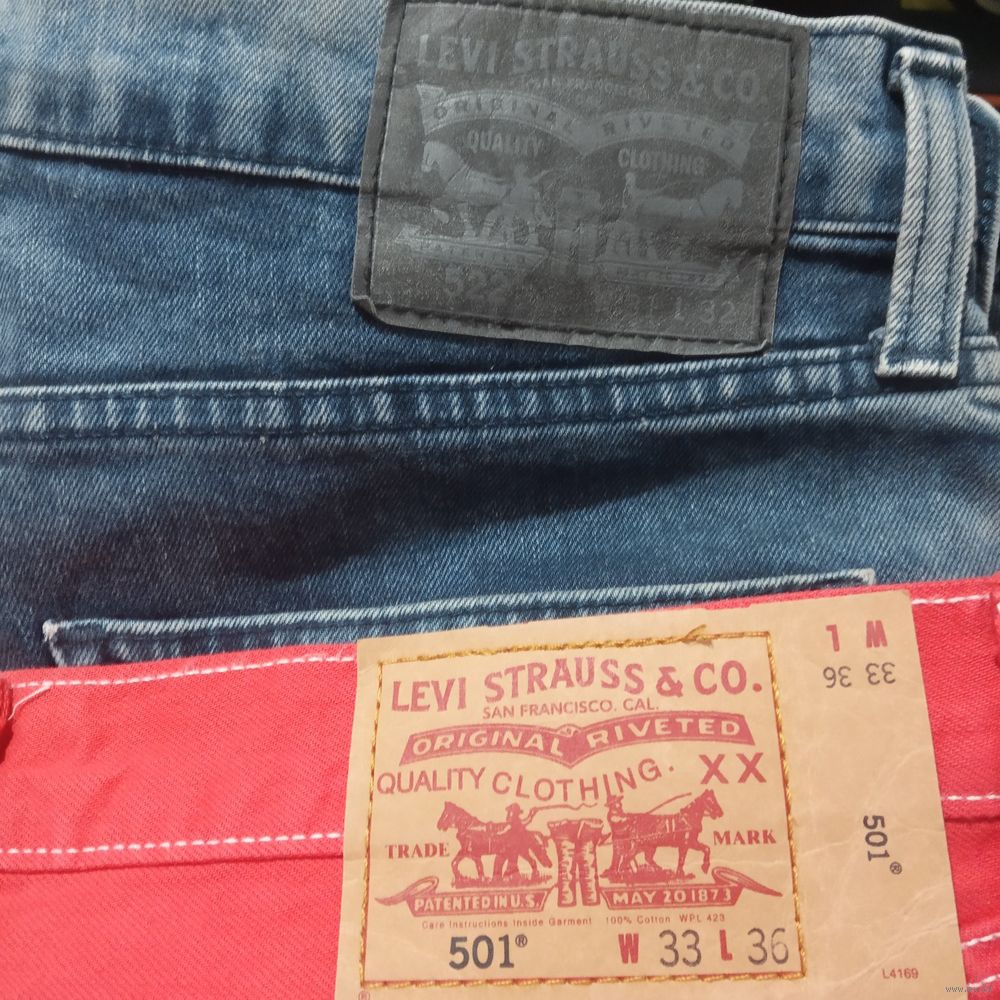 LEVI STRAUSS & CO.
ORIGINAL RIVETED
QUALITY CLOTHING
522 L 32
W L
33 36
LEVI STRAUSS & CO.
SAN FRANCISCO. CAL.
ORIGINAL RIVETED
QUALITY CLOTHING. XX
TRADE MARK
PATENTED IN U.S. MAY 20 1873
Care Instructions Inside Garment 100% Cotton WPL 423
501® W 33 L 36
501®
L4169